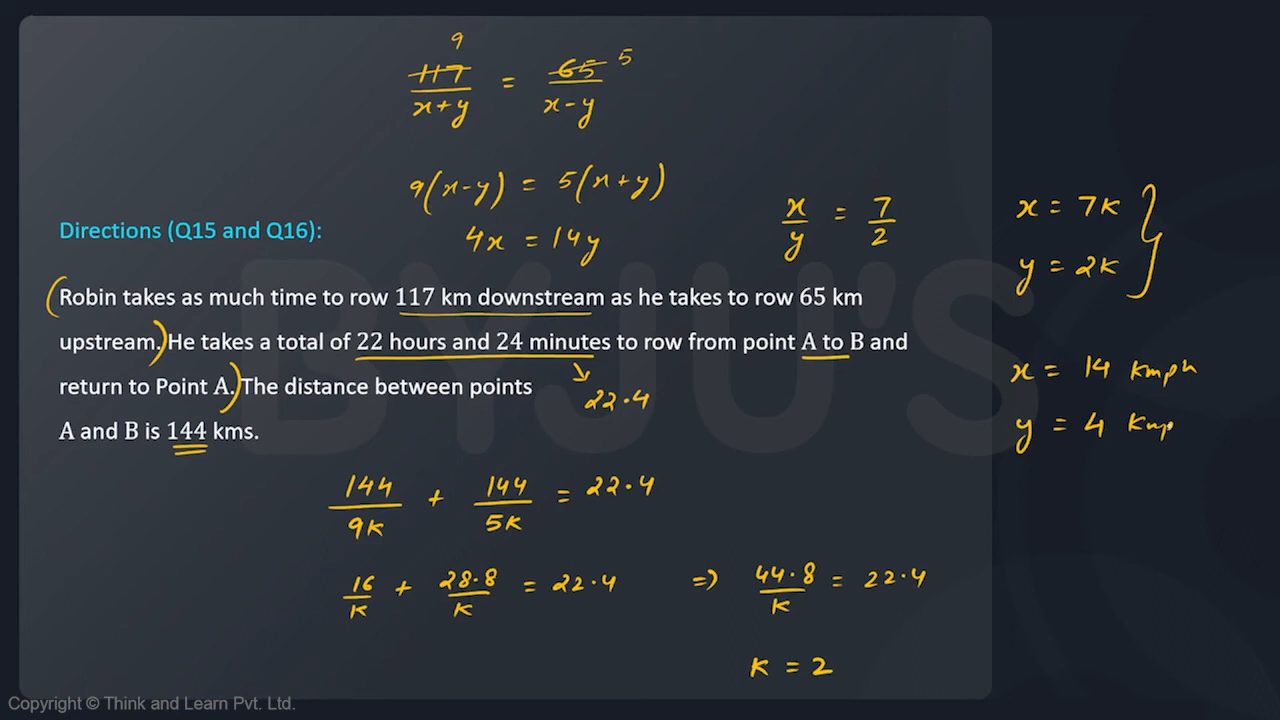 9
117/x+y = 65/x-y 5
9(x-y) = 5(x+y)
4x = 14y
x/y = 7/2
x = 7k
y = 2k
Directions (Q15 and Q16):
Robin takes as much time to row 117 km downstream as he takes to row 65 km
upstream. He takes a total of 22 hours and 24 minutes to row from point A to B and
return to Point A. The distance between points
22.4
A and B is 144 kms.
x = 14 kmph
y = 4 kmp
144/9k + 144/5k = 22.4
16/k + 28.8/k = 22.4 => 44.8/k = 22.4
k = 2
BYJU'S
Copyright © Think and Learn Pvt. Ltd.